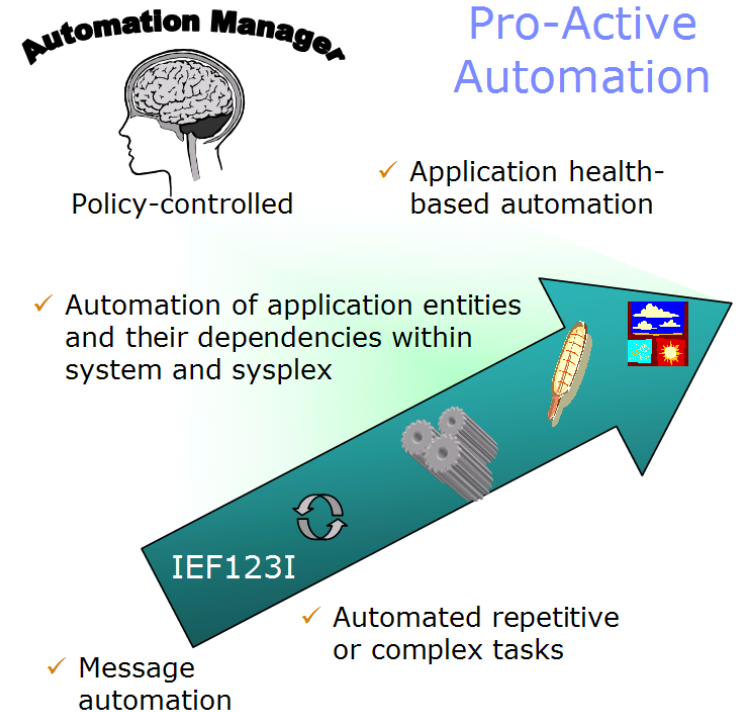 Automation Manager
Pro-Active
Automation
Policy-controlled
✓ Application health-
based automation
✓ Automation of application entities
and their dependencies within
system and sysplex
IEF123I
✓ Automated repetitive
or complex tasks
✓ Message
automation